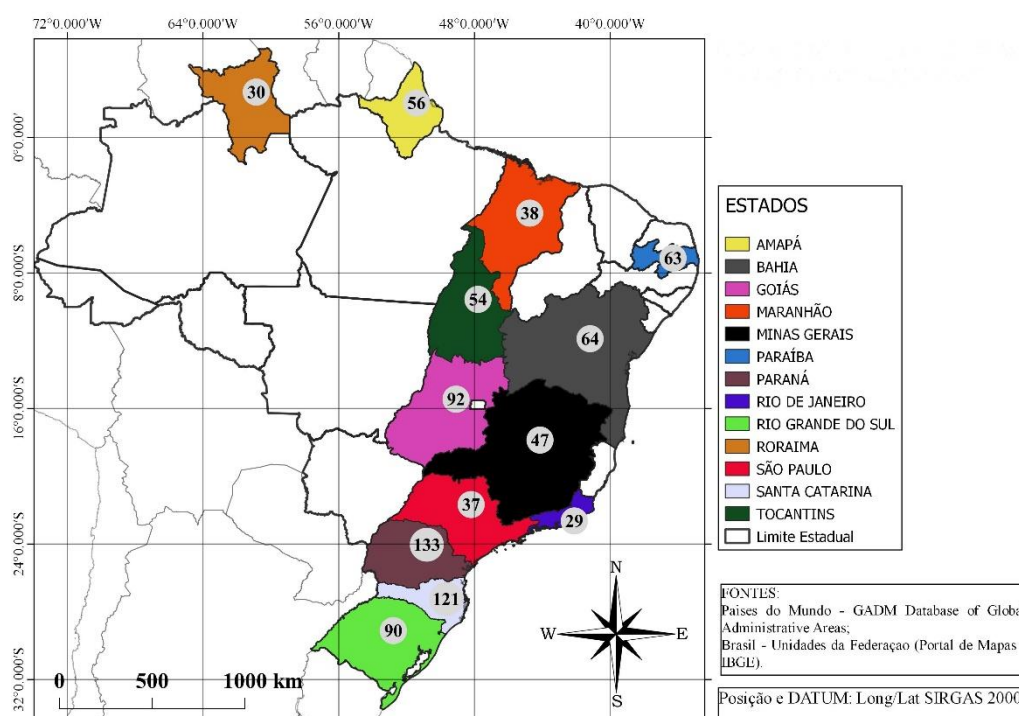 72°0.000'W 64°0.000'W 56°0.000'W 48°0.000'W 40°0.000'W
0°0.000'
8°0.000'S
16°0.000'S
24°0.000'S
32°0.000'S
30
56
38
63
54
64
92
47
37
29
133
121
90
ESTADOS
AMAPÁ
BAHIA
GOIÁS
MARANHÃO
MINAS GERAIS
PARAÍBA
PARANÁ
RIO DE JANEIRO
RIO GRANDE DO SUL
RORAIMA
SÃO PAULO
SANTA CATARINA
TOCANTINS
Limite Estadual
N
W E
S
0 500 1000 km
FONTES:
Paises do Mundo - GADM Database of Globa
Administrative Areas;
Brasil - Unidades da Federaçao (Portal de Mapas
IBGE).
Posição e DATUM: Long/Lat SIRGAS 2000